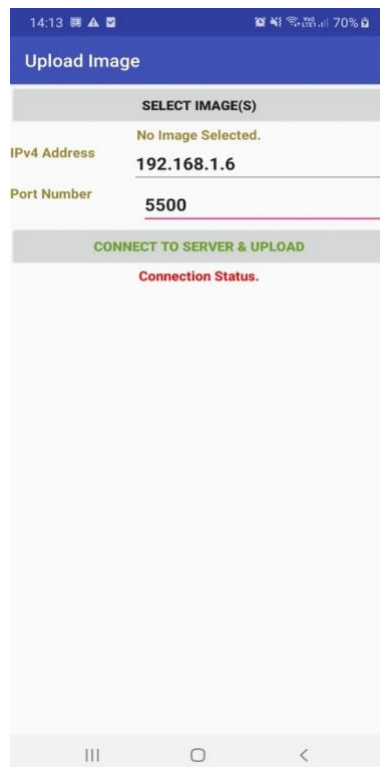 14:13 70%
Upload Image
SELECT IMAGE(S)
No Image Selected.
IPv4 Address
192.168.1.6
Port Number
5500
CONNECT TO SERVER & UPLOAD
Connection Status.